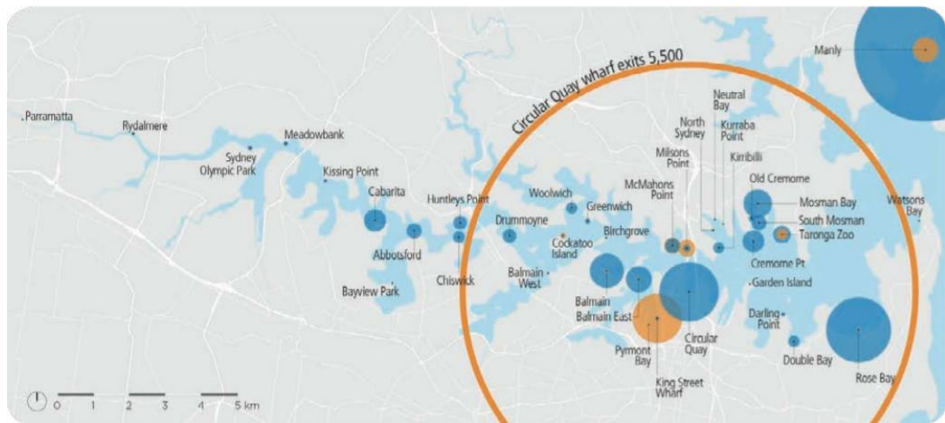 Circular Quay wharf exits 5,500
Manly
Parramatta
Rydalmere
Meadowbank
Sydney
Olympic Park
Kissing Point
Cabarita
Abbotsford
Bayview Park
Huntleys Point
Chiswick
Drummoyne
Woolwich
Greenwich
Birchgrove
Cockatoo
Island
Balmain
West
Balmain
Balmain East
McMahons
Point
Milsons
Point
North
Sydney
Neutral
Bay
Kurraba
Point
Kirribilli
Old Cremorne
Mosman Bay
South Mosman
Taronga Zoo
Cremorne Pt
Garden Island
Darling
Point
Double Bay
Rose Bay
Watsons
Bay
Circular
Quay
Pyrmont
Bay
King Street
Wharf
0 1 2 3 4 5 km